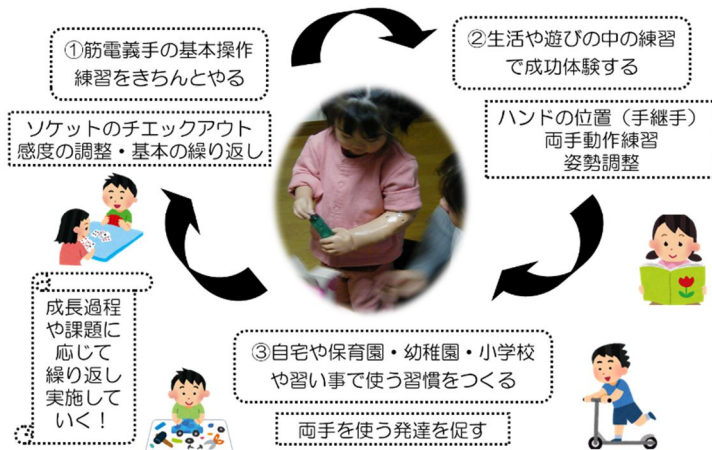 ①筋電義手の基本操作
練習をきちんとやる
ソケットのチエックアウト
感度の調整・基本の繰り返し
②生活や遊びの中の練習
で成功体験する
ハンドの位置（手継手）
両手動作練習
姿勢調整
③自宅や保育園・幼稚園・小学校
や習い事で使う習慣をつくる
両手を使う発達を促す
成長過程
や課題に
応じて
繰り返し
実施して
いく！